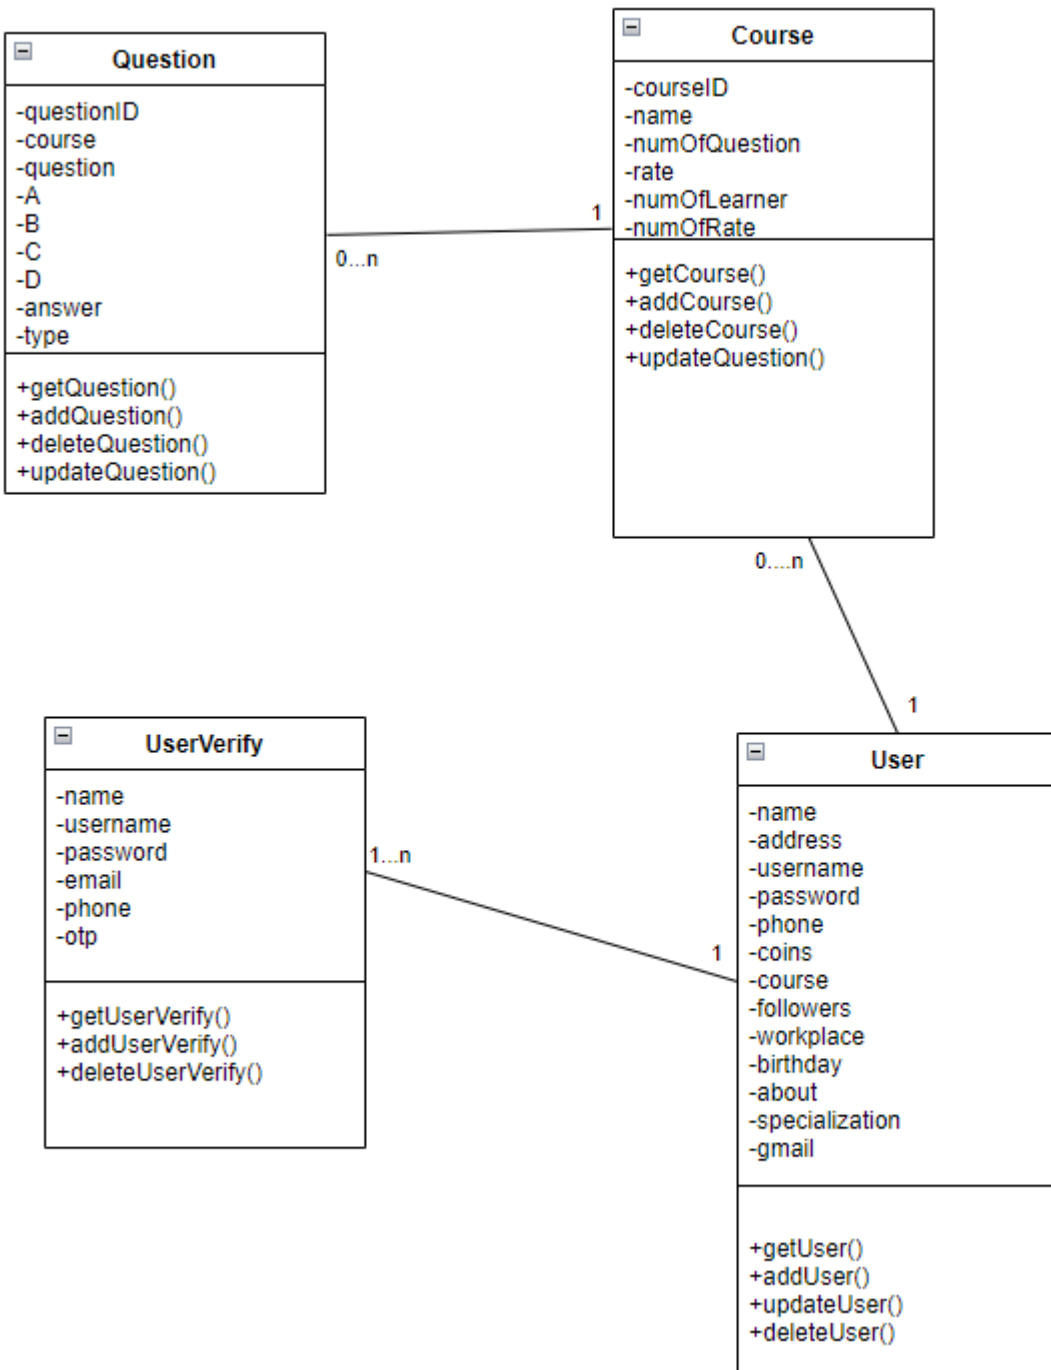 Question
-questionID
-course
-question
-A
-B
-C
-D
-answer
-type
+getQuestion()
+addQuestion()
+deleteQuestion()
+updateQuestion()
0...n
1
Course
-courseID
-name
-numOfQuestion
-rate
-numOfLearner
-numOfRate
+getCourse()
+addCourse()
+deleteCourse()
+updateQuestion()
0....n
1
UserVerify
-name
-username
-password
-email
-phone
-otp
+getUserVerify()
+addUserVerify()
+deleteUserVerify()
1...n
1
User
-name
-address
-username
-password
-phone
-coins
-course
-followers
-workplace
-birthday
-about
-specialization
-gmail
+getUser()
+addUser()
+updateUser()
+deleteUser()